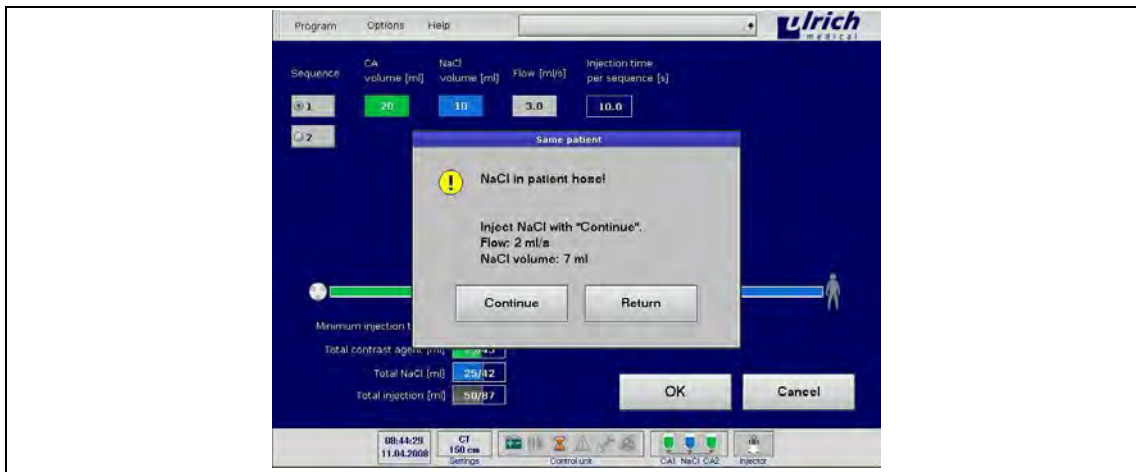 Program Options Help
ulrich
medical
Sequence CA volume [ml] NaCl volume [ml] Flow [ml/s] Injection time per sequence [s]
1 20 10 3.0 10.0
2
Same patient
NaCl in patient hose!
Inject NaCl with "Continue".
Flow: 2 ml/s
NaCl volume: 7 ml
Continue Return
Minimum injection t
Total contrast agent [ml]
Total NaCl [ml] 25/42
Total injection [ml] 50/87
OK Cancel
08:44:29
11.04.2008
CT
150 cm
Settings Control unit CA1 NaCl CA2 Injector